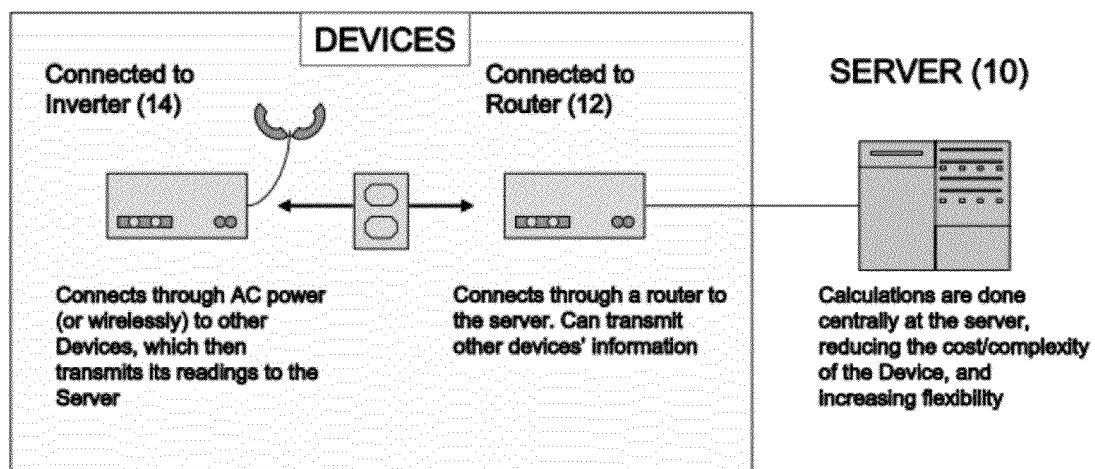 DEVICES
Connected to
Inverter (14)
Connected to
Router (12)
SERVER (10)
Connects through AC power
(or wirelessly) to other
Devices, which then
transmits its readings to the
Server
Connects through a router to
the server. Can transmit
other devices' information
Calculations are done
centrally at the server,
reducing the cost/complexity
of the Device, and
increasing flexibility